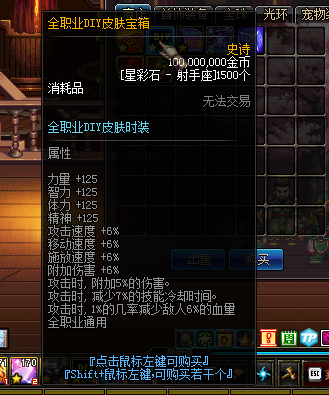 全职业DIY皮肤宝箱
光环
宠物装
史诗
100,000,000金币
[星彩石 - 射手座]1500个
消耗品
无法交易
全职业DIY皮肤时装
属性
力量 +125
智力 +125
体力 +125
精神 +125
攻击速度 +6%
移动速度 +6%
施放速度 +6%
附加伤害 +6%
攻击时, 附加5%的伤害。
攻击时, 减少7%的技能冷却时间。
攻击时, 1%的几率减少敌人6%的血量
全职业通用
出售
购买
170
TP
ESC
『点击鼠标左键可购买』
『Shift+鼠标左键,可购买若干个』